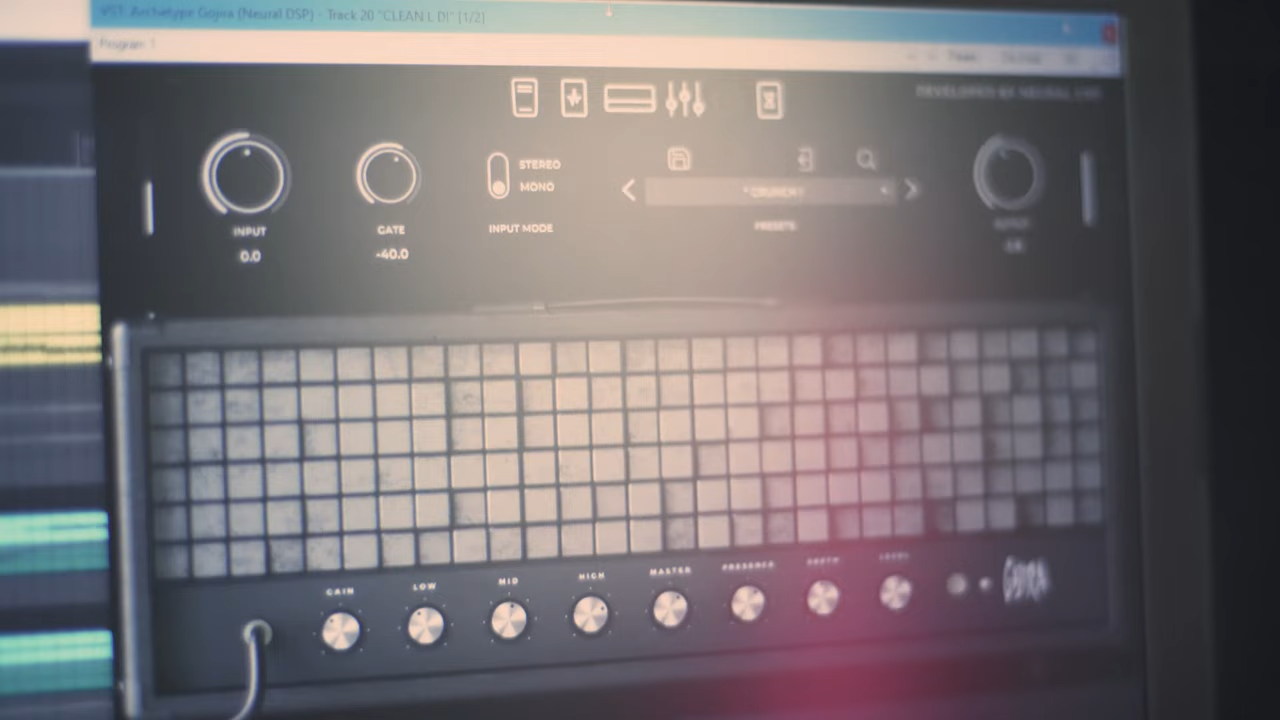 VST: Archetype Gojira (Neural DSP) - Track 20 "CLEAN L DI" [1/2]
Program 1
DEVELOPED BY NEURAL DSP
STEREO
MONO
INPUT MODE
INPUT
0.0
GATE
-40.0
PRESETS
GAIN
LOW
MID
HIGH
MASTER
PRESENCE
DEPTH
LEVEL
GOJIRA